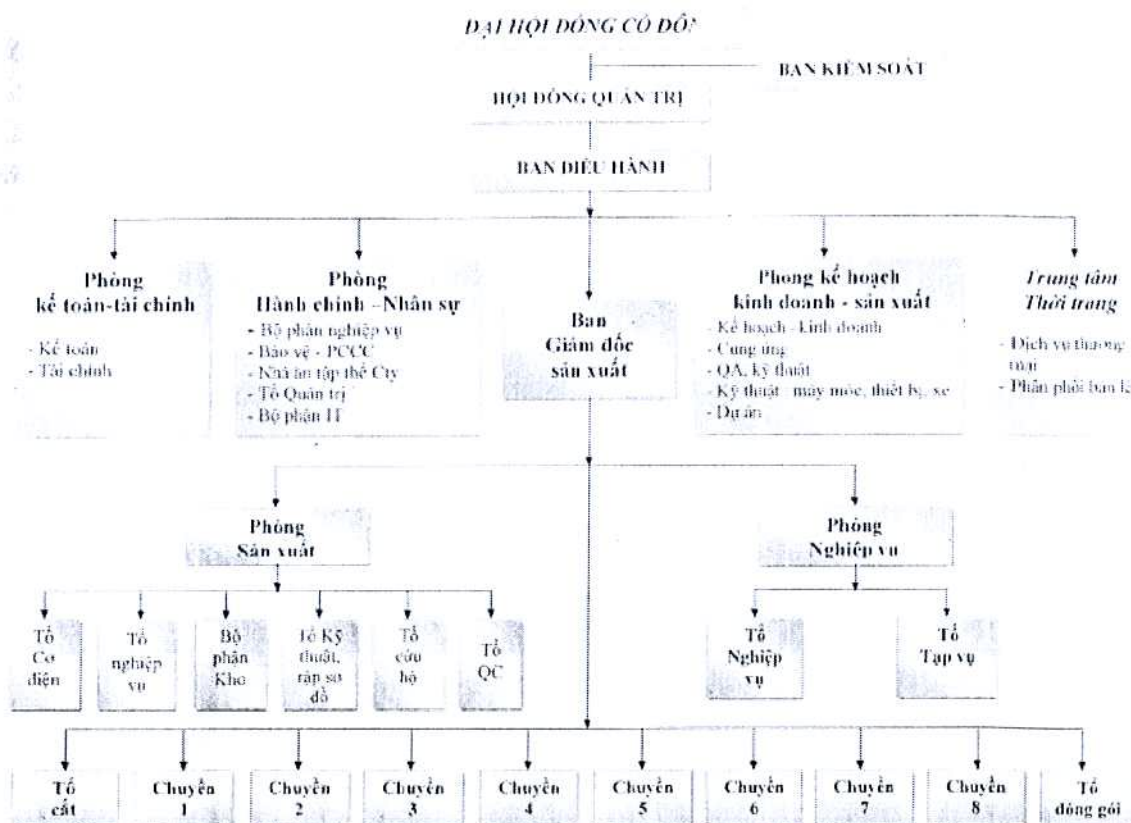 ĐẠI HỘI ĐỒNG CỔ ĐÔ
BAN KIỂM SOÁT
HỘI ĐỒNG QUẢN TRỊ
BAN ĐIỀU HÀNH
Phòng
kế toán-tài chính
- Kế toán
- Tài chính
Phòng
Hành chính –Nhân sự
- Bộ phận nghiệp vụ
- Bảo vệ - PCCC
- Nhà ăn tập thể Cty
- Tổ Quản trị
- Bộ phận IT
Ban
Giám đốc
sản xuất
Phong kế hoạch
kinh doanh - sản xuất
- Kế hoạch - kinh doanh
- Cung ứng
- QA, kỹ thuật
- Kỹ thuật máy móc, thiết bị, xe
- Dự án
Trung tâm
Thời trang
- Dịch vụ thương
mại
- Phân phối bán lẻ
Phòng
Sản xuất
Phòng
Nghiệp vụ
Tổ
Cơ
điện
Tổ
nghiệp
vụ
Bộ
phận
Kho
Tổ Kỹ
thuật,
rập sơ
đồ
Tổ
cứu
hộ
Tổ
QC
Tổ
Nghiệp
vụ
Tổ
Tạp vụ
Tổ
cắt
Chuyền
1
Chuyền
2
Chuyền
3
Chuyền
4
Chuyền
5
Chuyền
6
Chuyền
7
Chuyền
8
Tổ
đóng gói